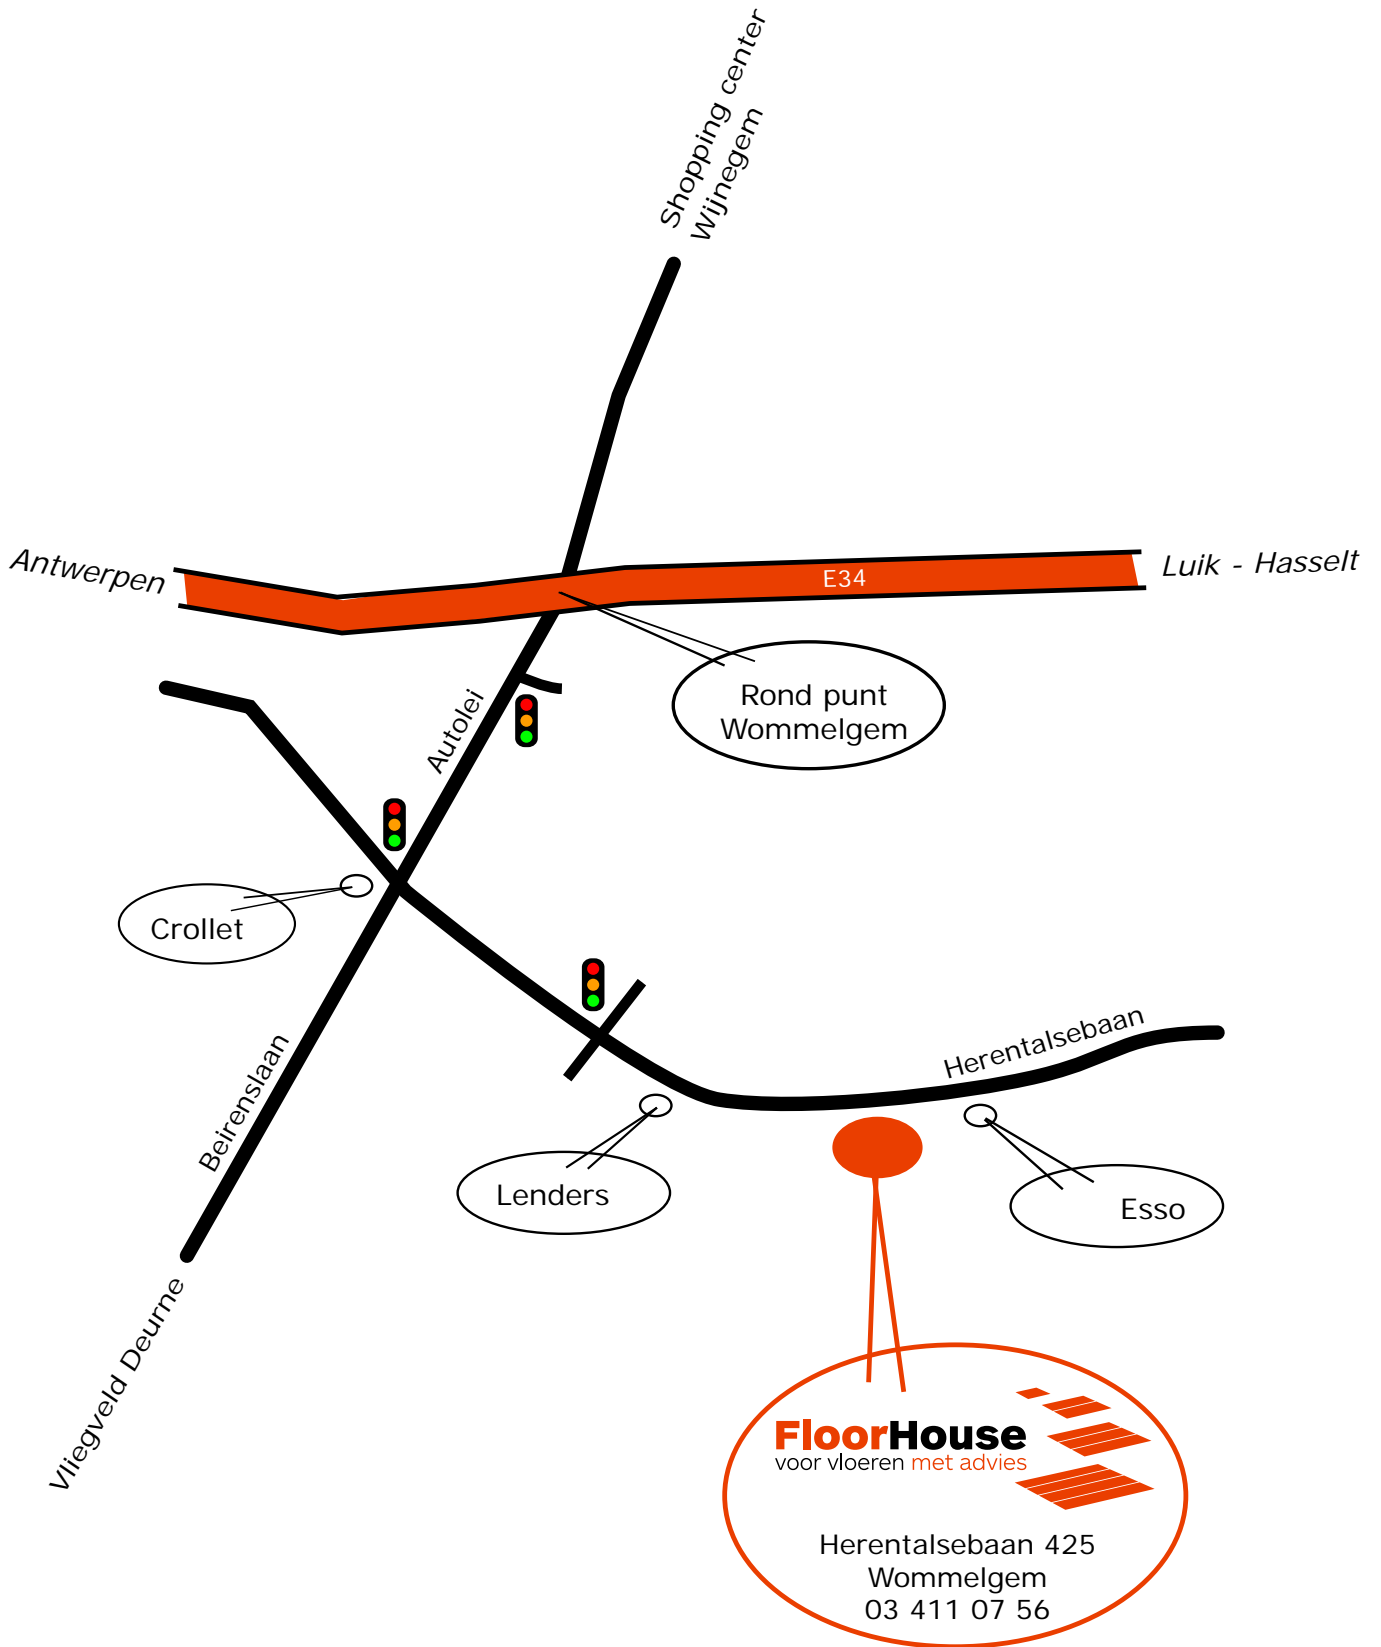 Shopping center
Wijnegem
Antwerpen
E34
Luik - Hasselt
Rond punt
Wommelgem
Autolei
Crollet
Herentalsebaan
Beirenslaan
Lenders
Esso
Vliegveld Deurne
FloorHouse
voor vloeren met advies
Herentalsebaan 425
Wommelgem
03 411 07 56